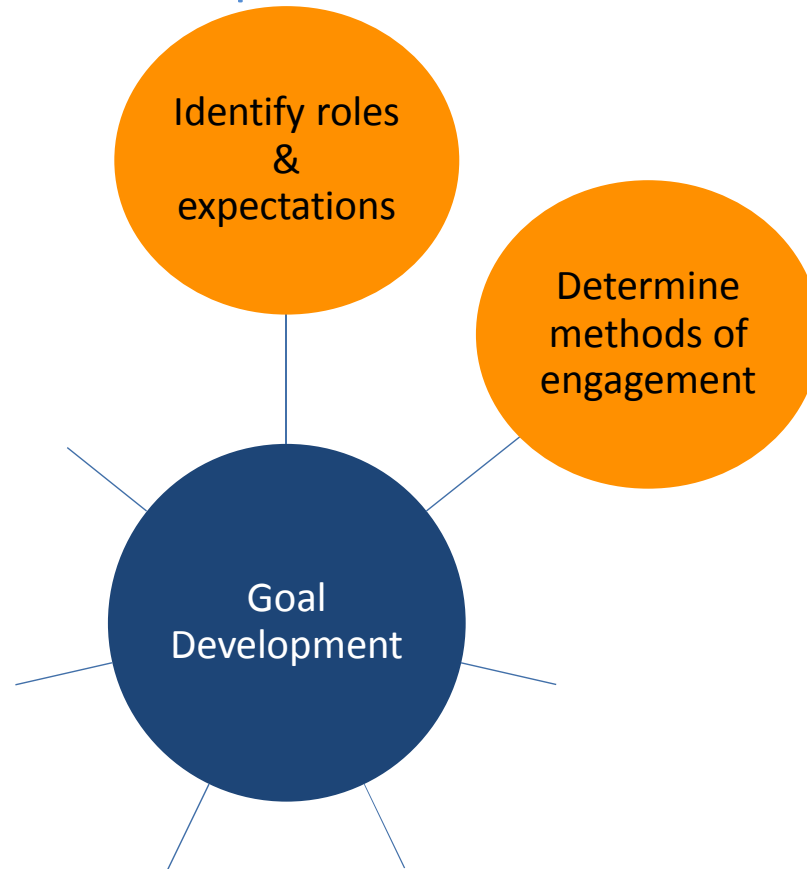 Identify roles
&
expectations
Determine
methods of
engagement
Goal
Development